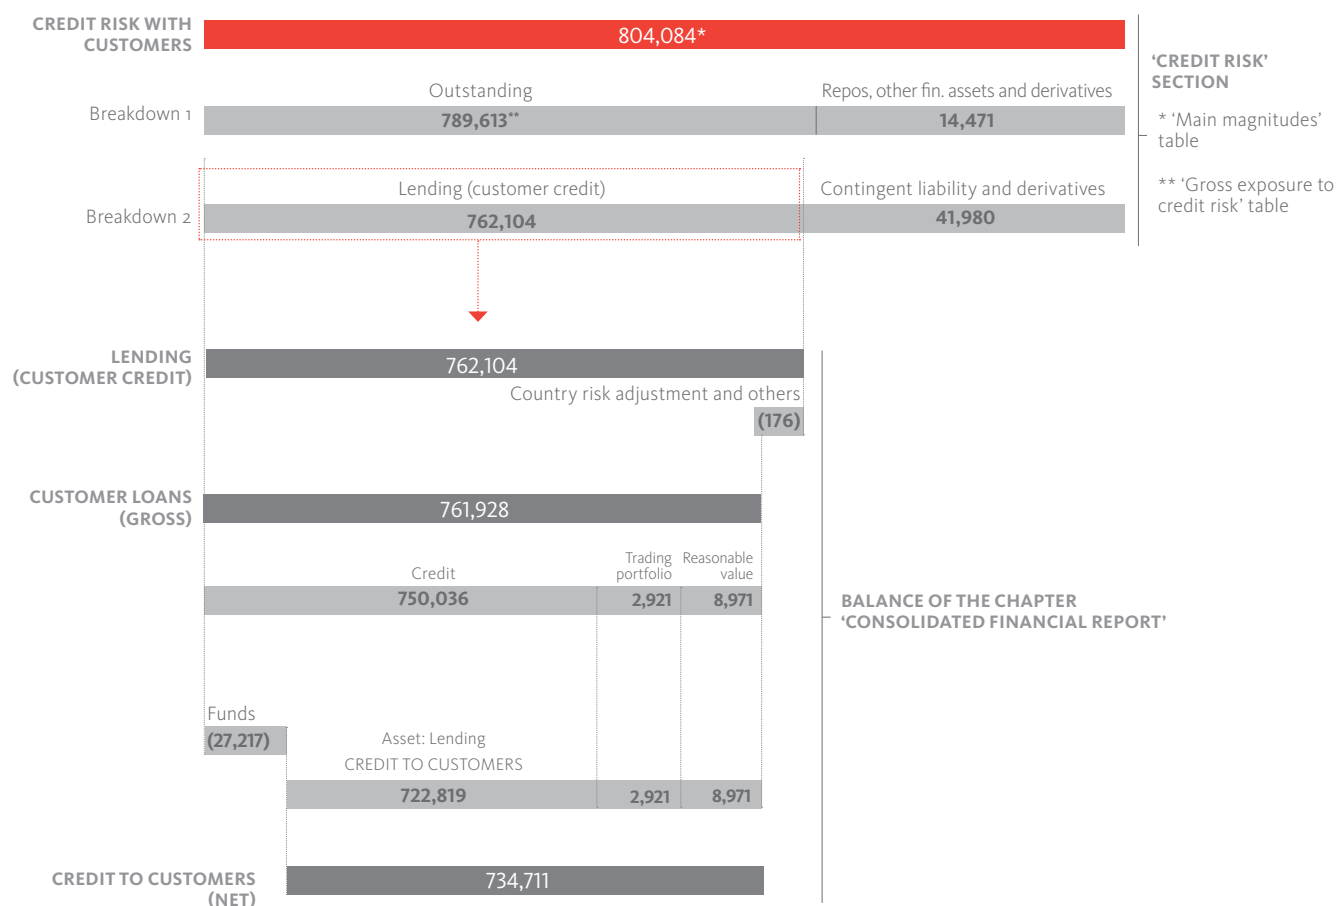 CREDIT RISK WITH
CUSTOMERS
804,084*
'CREDIT RISK'
SECTION
* 'Main magnitudes'
table
** 'Gross exposure to
credit risk' table
Outstanding
Repos, other fin. assets and derivatives
Breakdown 1
789,613**
14,471
Lending (customer credit)
Contingent liability and derivatives
Breakdown 2
762,104
41,980
LENDING
(CUSTOMER CREDIT)
762,104
Country risk adjustment and others
(176)
CUSTOMER LOANS
(GROSS)
761,928
Credit
Trading
portfolio
Reasonable
value
750,036
2,921
8,971
BALANCE OF THE CHAPTER
'CONSOLIDATED FINANCIAL REPORT'
Funds
(27,217)
Asset: Lending
CREDIT TO CUSTOMERS
722,819
2,921
8,971
CREDIT TO CUSTOMERS
(NET)
734,711